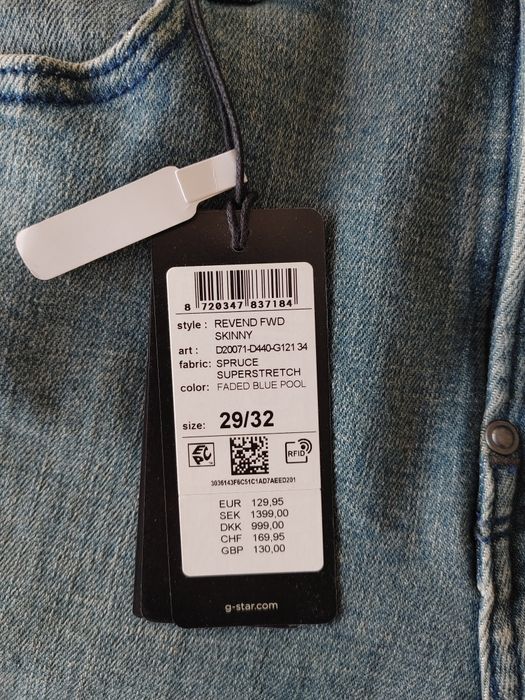 8 720347 837184
style : REVEND FWD
SKINNY
art : D20071-D440-G121 34
fabric: SPRUCE
SUPERSTRETCH
color: FADED BLUE POOL
size: 29/32
EPC
RFID
3036143F6C51C1AD7AEED201
EUR 129,95
SEK 1399,00
DKK 999,00
CHF 169,95
GBP 130,00
g-star.com